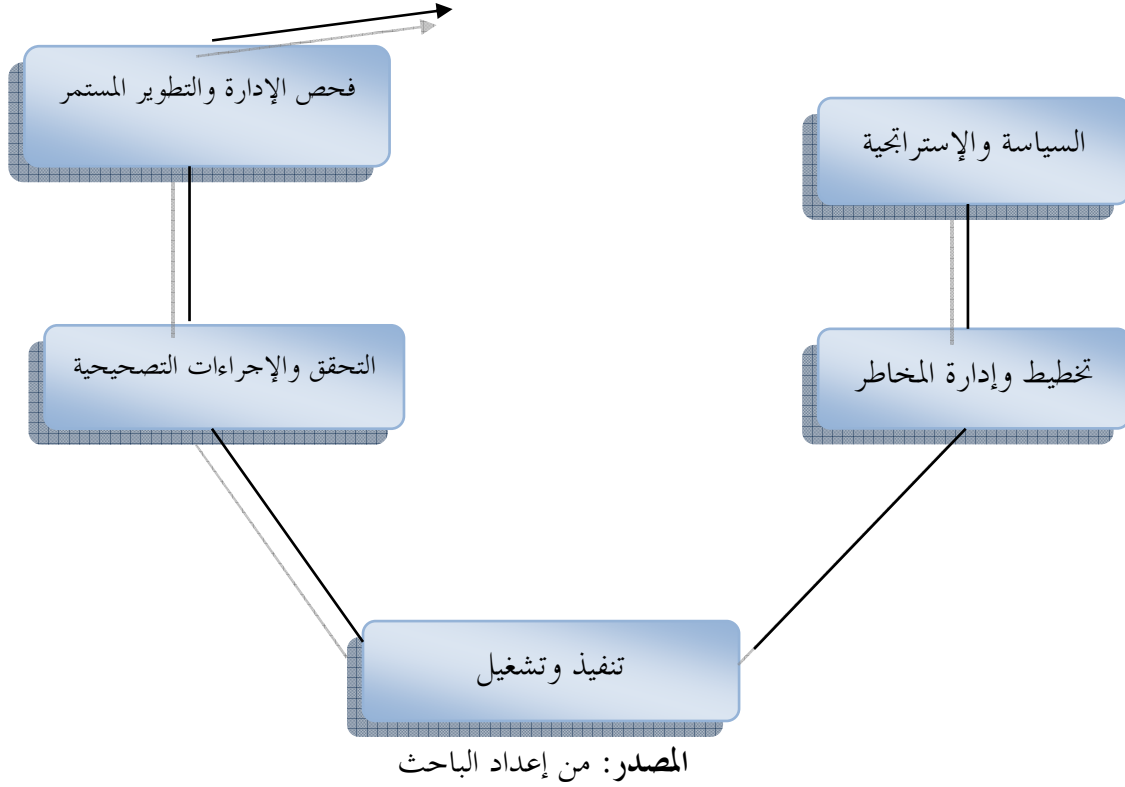 فحص الإدارة والتطوير المستمر
السياسة والإستراتجية
التحقق والإجراءات التصحيحية
تخطيط وإدارة المخاطر
تنفيذ وتشغيل
المصدر: من إعداد الباحث